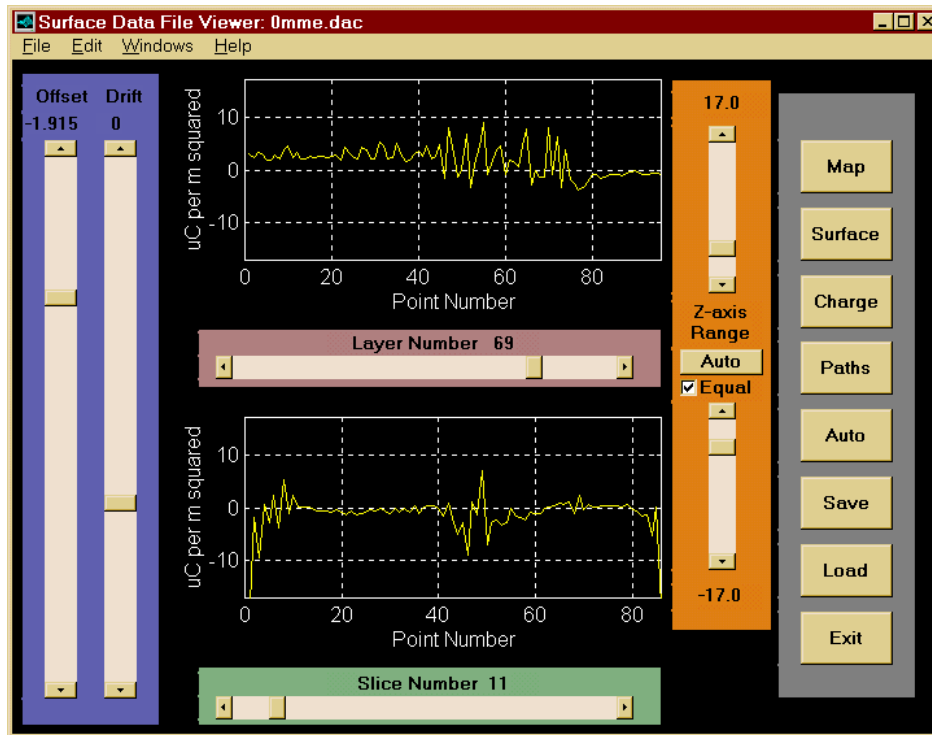 Surface Data File Viewer: 0mme.dac
File Edit Windows Help
Offset Drift
-1.915 0
uC per m squared
10
0
-10
0 20 40 60 80
Point Number
Layer Number 69
uC per m squared
10
0
-10
0 20 40 60 80
Point Number
Slice Number 11
17.0
Z-axis
Range
Auto
Equal
-17.0
Map
Surface
Charge
Paths
Auto
Save
Load
Exit